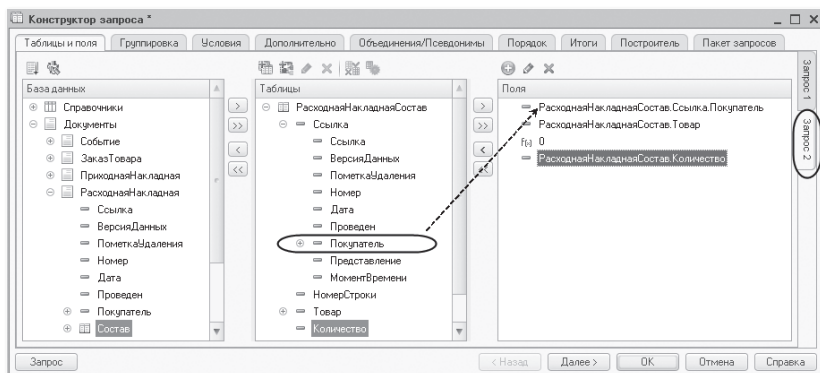 Конструктор запроса *
Таблицы и поля Группировка Условия Дополнительно Объединения/Псевдонимы Порядок Итоги Построитель Пакет запросов
База данных
Справочники
Документы
Событие
ЗаказТовара
ПриходнаяНакладная
РасходнаяНакладная
Ссылка
ВерсияДанных
ПометкаУдаления
Номер
Дата
Проведен
Покупатель
Состав
Таблицы
РасходнаяНакладнаяСостав
Ссылка
Ссылка
ВерсияДанных
ПометкаУдаления
Номер
Дата
Проведен
Покупатель
Представление
МоментВремени
НомерСтроки
Товар
Количество
>
>>
<
<<
Поля
РасходнаяНакладнаяСостав.Ссылка.Покупатель
РасходнаяНакладнаяСостав.Товар
0
РасходнаяНакладнаяСостав.Количество
>
>>
<
<<
Запрос 1
Запрос 2
Запрос < Назад Далее > OK Отмена Справка